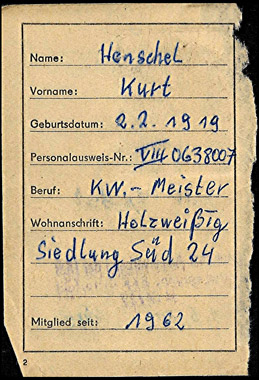 Name: Henschel
Vorname: Kurt
Geburtsdatum: 2.2.1919
Personalausweis-Nr.: VIII 0638007
Beruf: KW.-Meister
Wohnanschrift: Holzweißig
Siedlung Süd 24
Mitglied seit: 1962
2